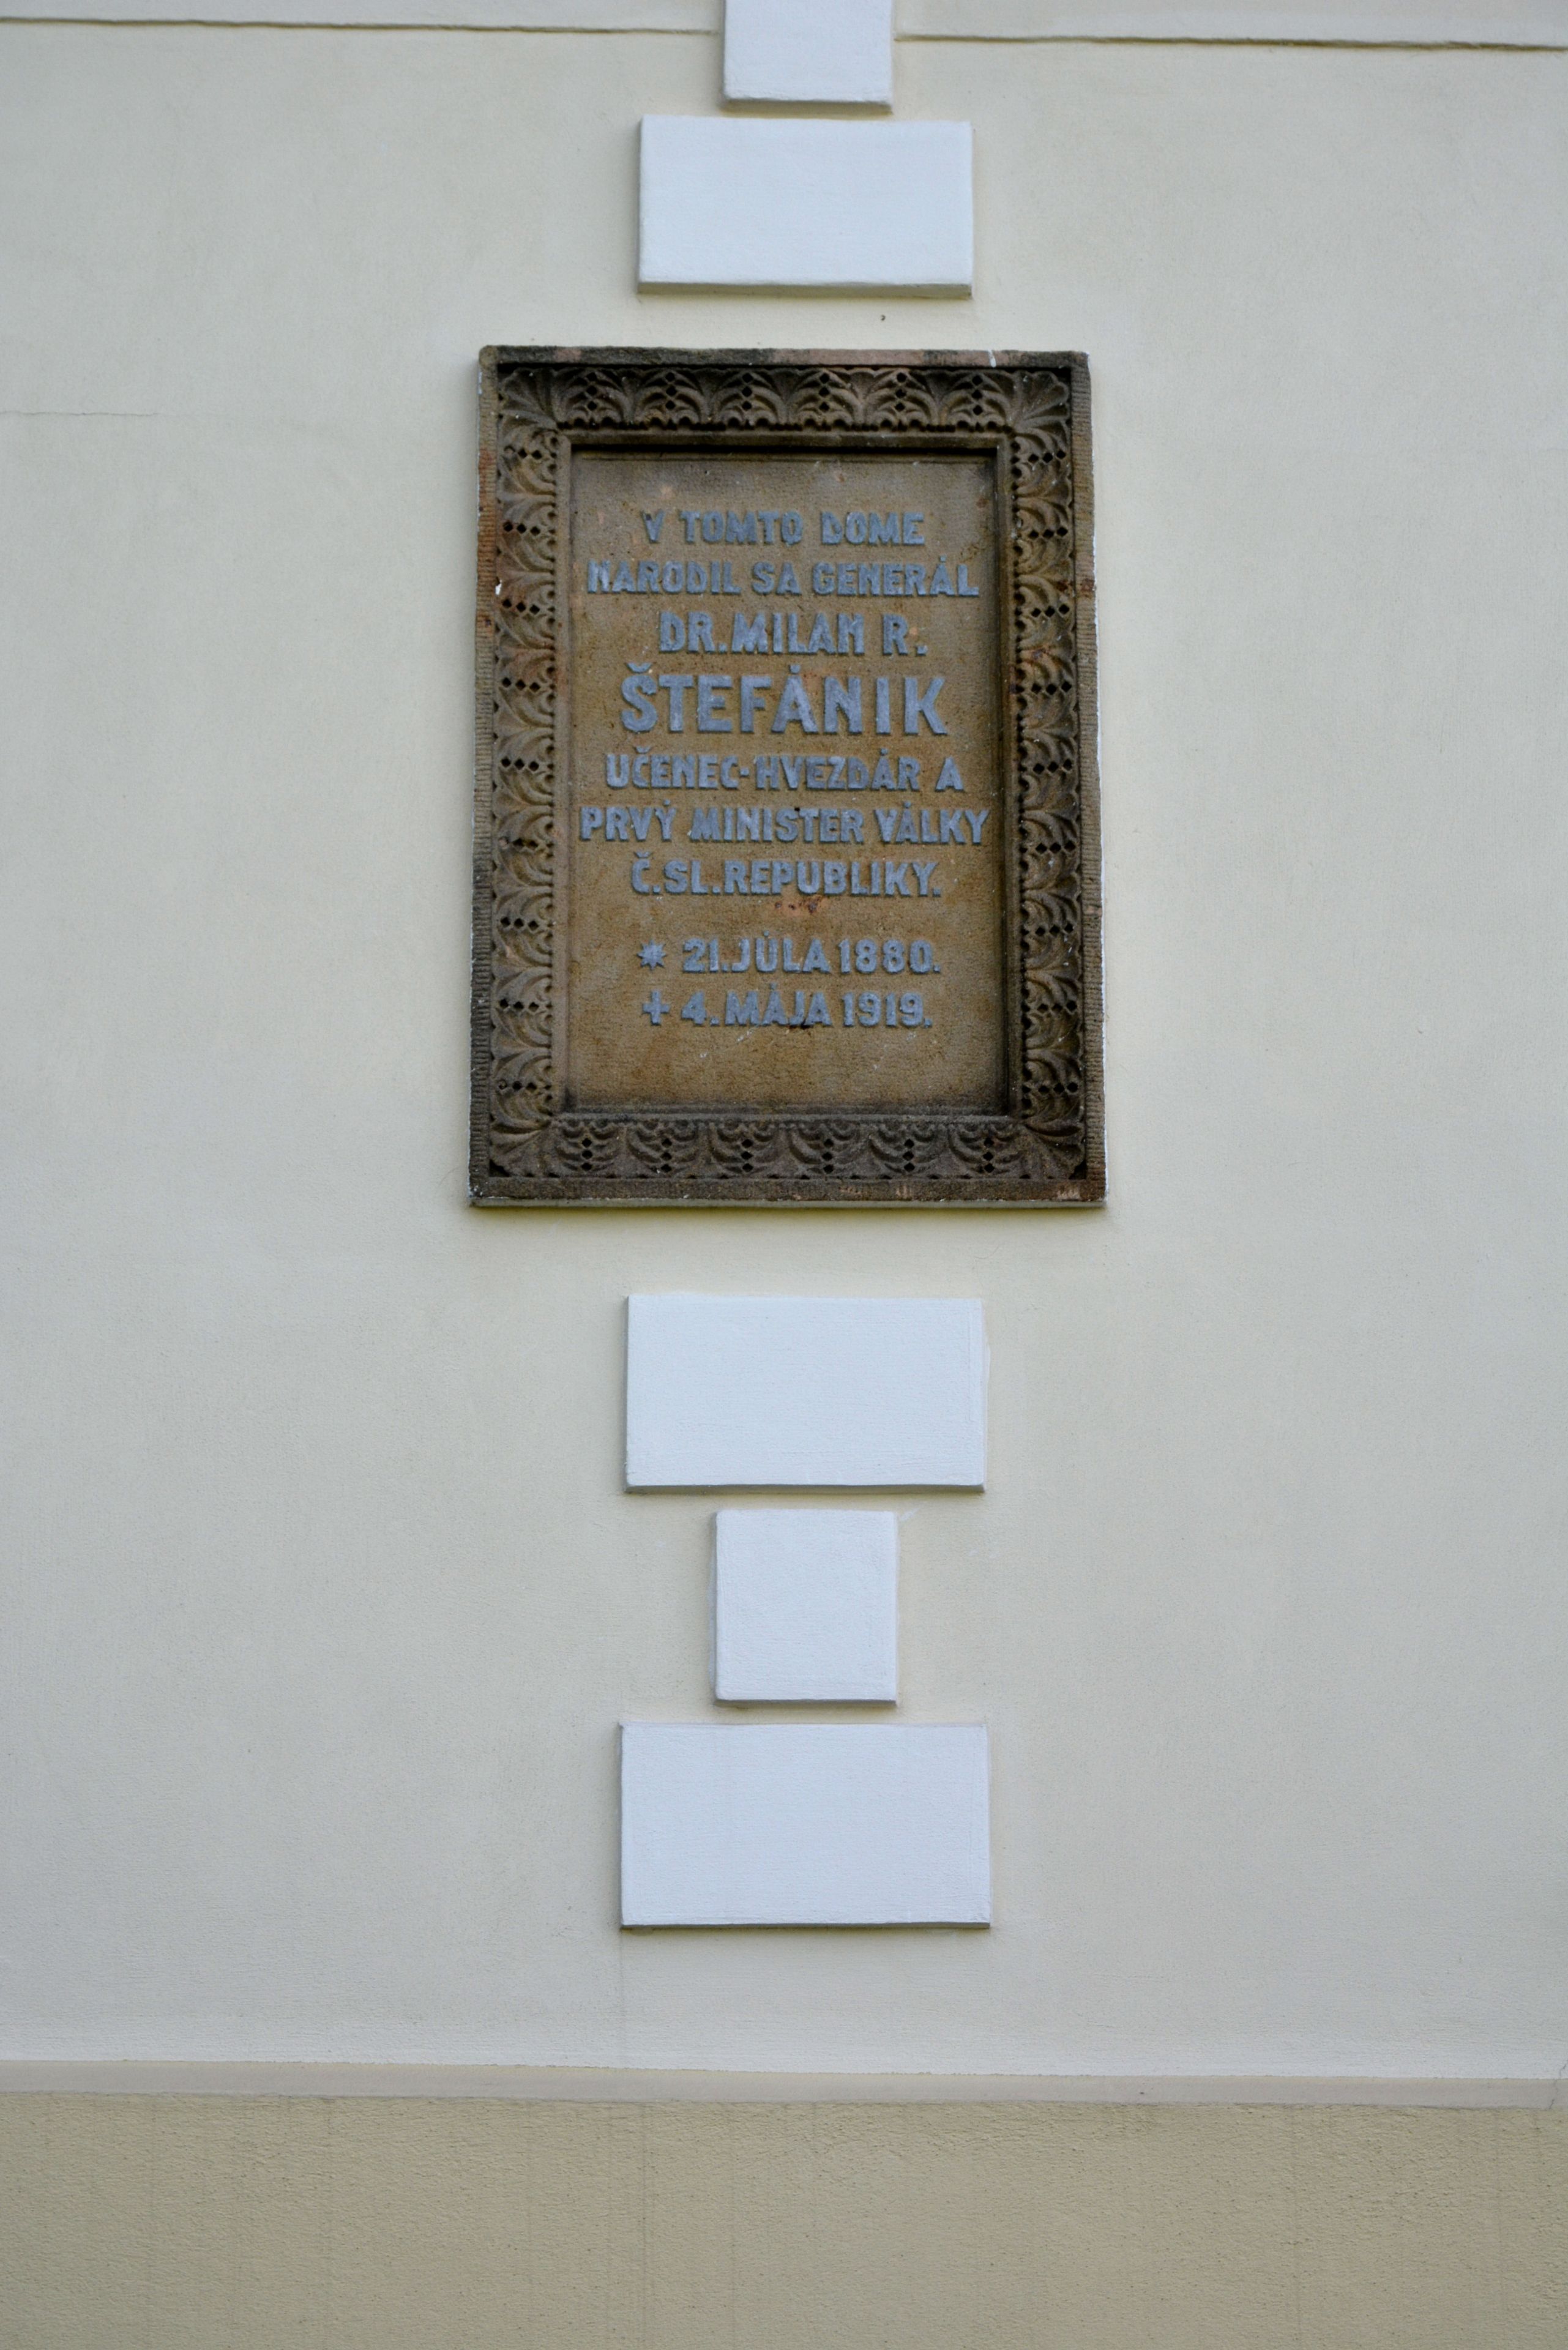 V TOMTO DOME
NARODIL SA GENERÁL
DR. MILAN R.
ŠTEFÁNIK
UČENEC-HVEZDÁR A
PRVÝ MINISTER VÁLKY
Č.SL.REPUBLIKY.
* 21.JÚLA 1880.
+ 4.MÁJA 1919.